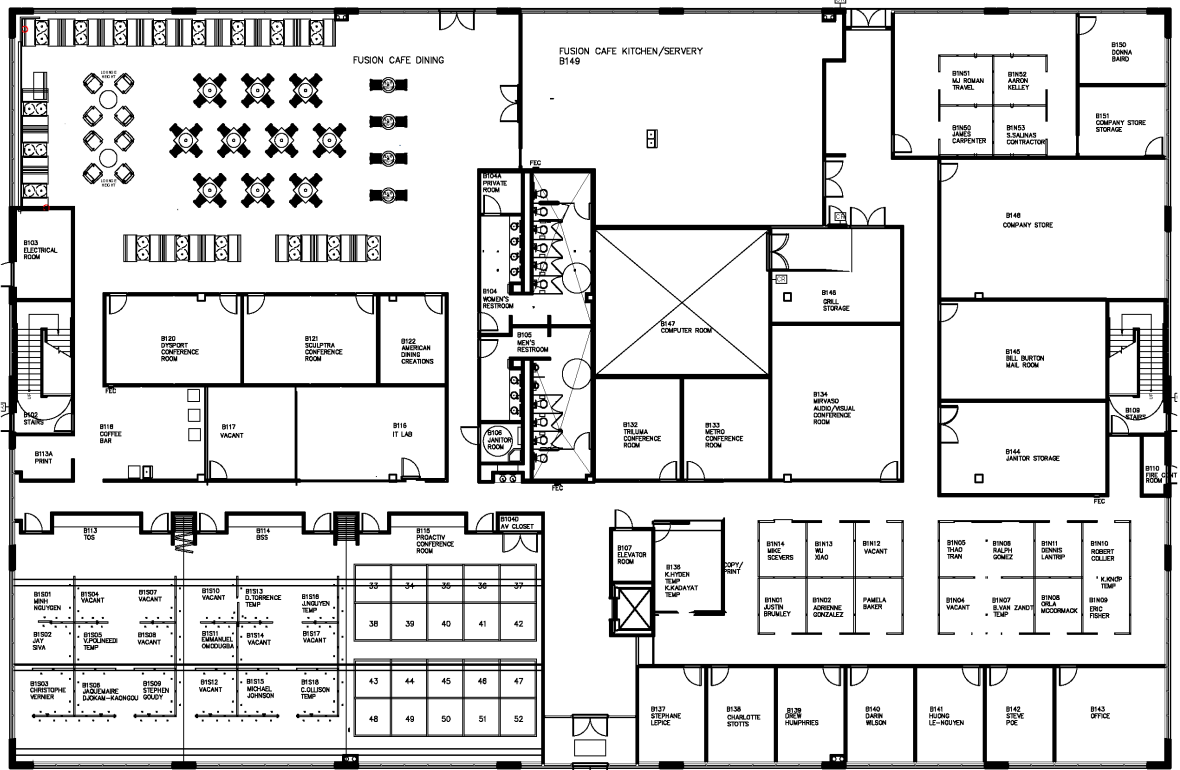 FUSION CAFE DINING
FUSION CAFE KITCHEN/SERVERY
B149
B150
DONNA
BAIRD
B1N51
MJ ROMAN
TRAVEL
B1N52
AARON
KELLEY
B1N50
JAMES
CARPENTER
B1N53
S.SALINAS
CONTRACTOR
B151
COMPANY STORE
STORAGE
LOUNGE
HEIGHT
LOUNGE
HEIGHT
FEC
B104A
PRIVATE
ROOM
B103
ELECTRICAL
ROOM
B148
COMPANY STORE
B104
WOMEN'S
RESTROOM
B146
GRILL
STORAGE
B147
COMPUTER ROOM
B105
MEN'S
RESTROOM
B120
DYSPORT
CONFERENCE
ROOM
B121
SCULPTRA
CONFERENCE
ROOM
B122
AMERICAN
DINING
CREATIONS
B145
BILL BURTON
MAIL ROOM
FEC
B102
STAIRS
B109
STAIRS
B118
COFFEE
BAR
B117
VACANT
B116
IT LAB
B106
JANITOR
ROOM
B132
TRILUMA
CONFERENCE
ROOM
B133
METRO
CONFERENCE
ROOM
B134
MIRVASO
AUDIO/VISUAL
CONFERENCE
ROOM
B144
JANITOR STORAGE
B113A
PRINT
B110
FIRE CONT
ROOM
FEC
FEC
B113
TOS
B114
BSS
B115
PROACTIV
CONFERENCE
ROOM
B104D
AV CLOSET
B107
ELEVATOR
ROOM
B136
K.HYDEN
TEMP
K.KADAYAT
TEMP
COPY/
PRINT
B1N14
MIKE
SCEVERS
B1N13
WU
XIAO
B1N12
VACANT
B1N05
THAO
TRAN
B1N06
RALPH
GOMEZ
B1N11
DENNIS
LANTRIP
B1N10
ROBERT
COLLIER
K.KNOP
TEMP
B1N01
JUSTIN
BRUMLEY
B1N02
ADRIENNE
GONZALEZ
PAMELA
BAKER
B1N04
VACANT
B1N07
B.VAN ZANDT
TEMP
B1N08
ORLA
MCCORMACK
B1N09
ERIC
FISHER
B1S01
MINH
NGUYGEN
B1S04
VACANT
B1S07
VACANT
B1S10
VACANT
B1S13
D.TORRENCE
TEMP
B1S16
J.NGUYEN
TEMP
33 34 35 36 37
38 39 40 41 42
B1S02
JAY
SIVA
B1S05
V.POLINEEDI
TEMP
B1S08
VACANT
B1S11
EMMANUEL
OMODUGBA
B1S14
VACANT
B1S17
VACANT
B1S03
CHRISTOPHE
VERNIER
B1S06
JAQUEMAIRE
DJOKAM-KAONGOU
B1S09
STEPHEN
GOUDY
B1S12
VACANT
B1S15
MICHAEL
JOHNSON
B1S18
C.OLLISON
TEMP
43 44 45 46 47
48 49 50 51 52
B137
STEPHANE
LEPICE
B138
CHARLOTTE
STOTTS
B139
DREW
HUMPHRIES
B140
DARIN
WILSON
B141
HUONG
LE-NGUYEN
B142
STEVE
POE
B143
OFFICE